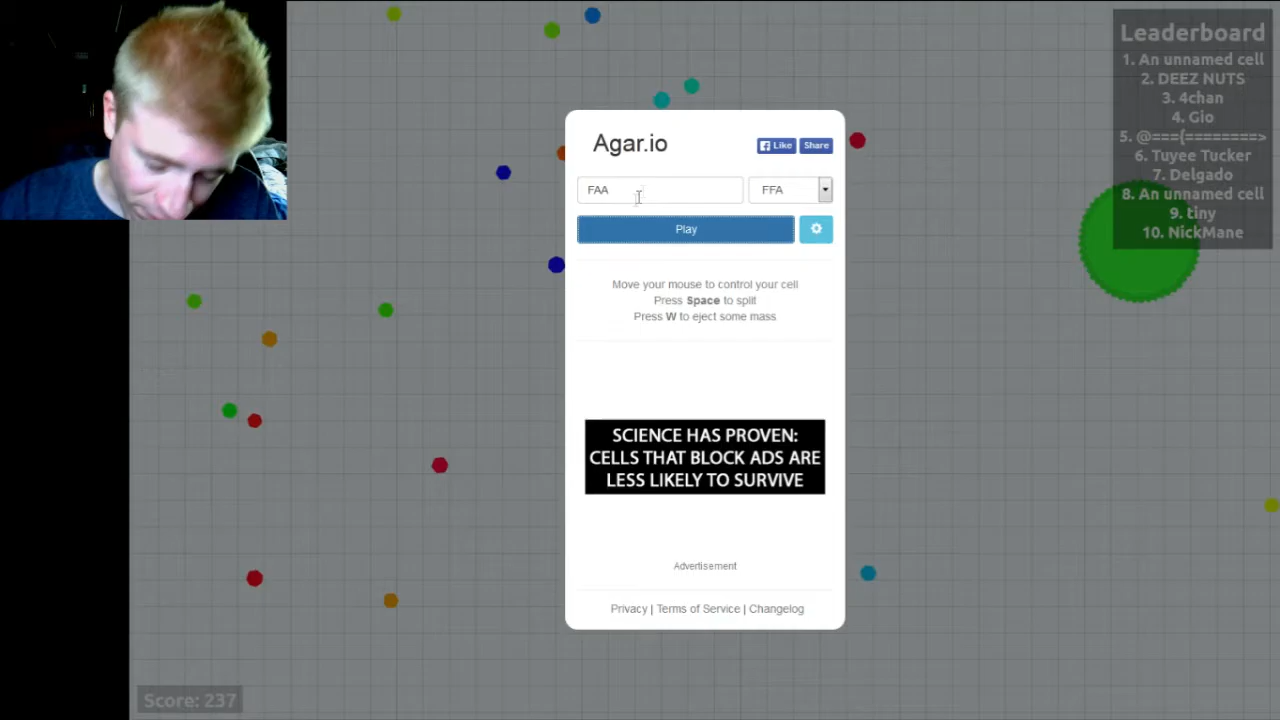 Agar.io
Like
Share
FAA
FFA
Play
Move your mouse to control your cell
Press Space to split
Press W to eject some mass
SCIENCE HAS PROVEN:
CELLS THAT BLOCK ADS ARE
LESS LIKELY TO SURVIVE
Advertisement
Privacy | Terms of Service | Changelog
Leaderboard
1. An unnamed cell
2. DEEZ NUTS
3. 4chan
4. Gio
5. @===[========>
6. Tuyee Tucker
7. Delgado
8. An unnamed cell
9. tiny
10. NickMane
Score: 237